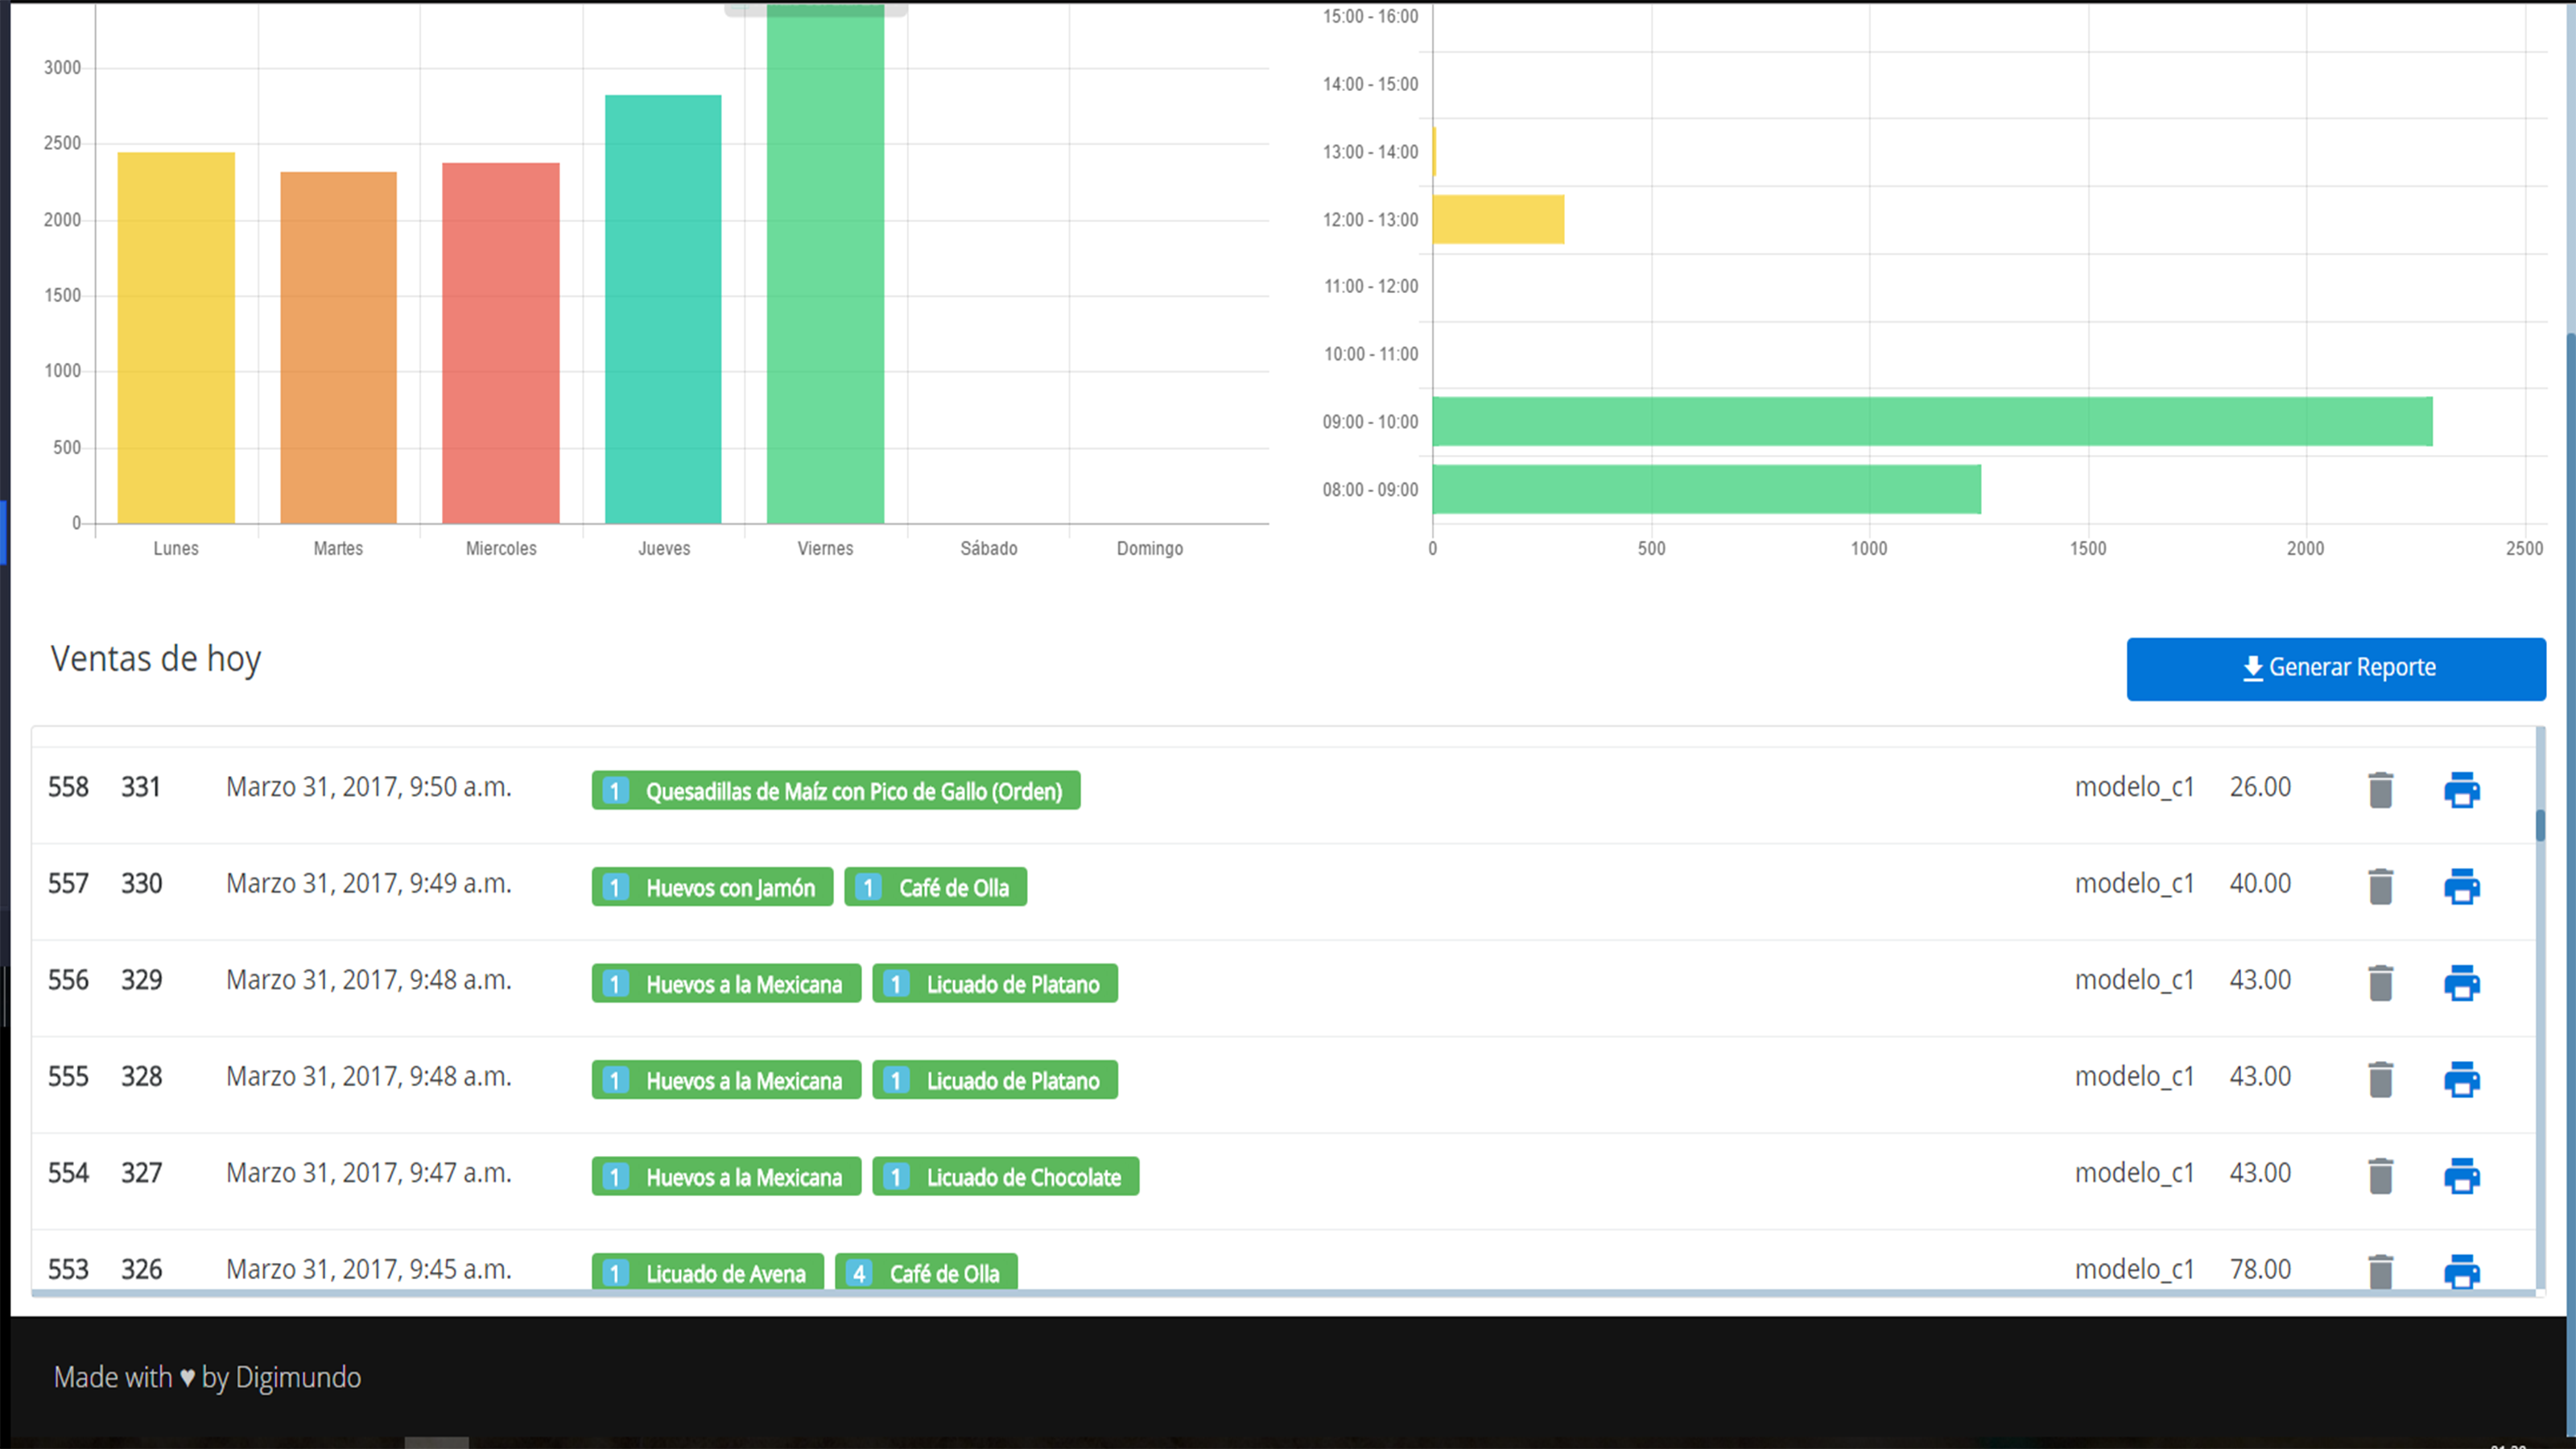 3000
2500
2000
1500
1000
500
0
Lunes Martes Miercoles Jueves Viernes Sábado Domingo
15:00 - 16:00
14:00 - 15:00
13:00 - 14:00
12:00 - 13:00
11:00 - 12:00
10:00 - 11:00
09:00 - 10:00
08:00 - 09:00
0 500 1000 1500 2000 2500
Ventas de hoy
Generar Reporte
558 331 Marzo 31, 2017, 9:50 a.m. 1 Quesadillas de Maíz con Pico de Gallo (Orden) modelo_c1 26.00
557 330 Marzo 31, 2017, 9:49 a.m. 1 Huevos con Jamón 1 Café de Olla modelo_c1 40.00
556 329 Marzo 31, 2017, 9:48 a.m. 1 Huevos a la Mexicana 1 Licuado de Platano modelo_c1 43.00
555 328 Marzo 31, 2017, 9:48 a.m. 1 Huevos a la Mexicana 1 Licuado de Platano modelo_c1 43.00
554 327 Marzo 31, 2017, 9:47 a.m. 1 Huevos a la Mexicana 1 Licuado de Chocolate modelo_c1 43.00
553 326 Marzo 31, 2017, 9:45 a.m. 1 Licuado de Avena 4 Café de Olla modelo_c1 78.00
Made with ♥ by Digimundo